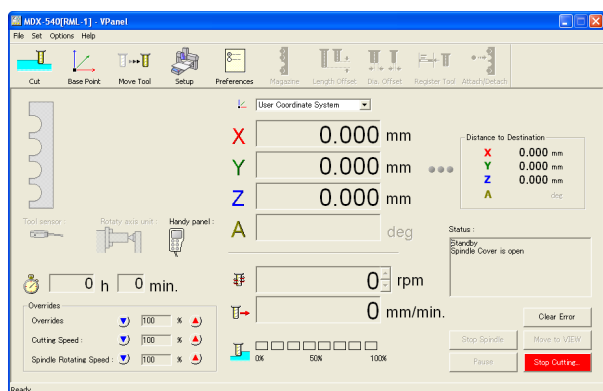 MDX-540[RML-1] - VPanel
File Set Options Help
Cut Base Point Move Tool Setup Preferences Magazine Length Offset Dia. Offset Register Tool Attach/Detach
User Coordinate System
X 0.000 mm
Y 0.000 mm
Z 0.000 mm
A deg
Distance to Destination
X 0.000 mm
Y 0.000 mm
Z 0.000 mm
A deg
Tool sensor : Rotaty axis unit : Handy panel :
Status :
Standby
Spindle Cover is open
0 h 0 min.
0 rpm
0 mm/min.
0% 50% 100%
Overrides
Overrides 100 %
Cutting Speed : 100 %
Spindle Rotating Speed : 100 %
Clear Error
Stop Spindle Move to VIEW
Pause Stop Cutting...
Ready